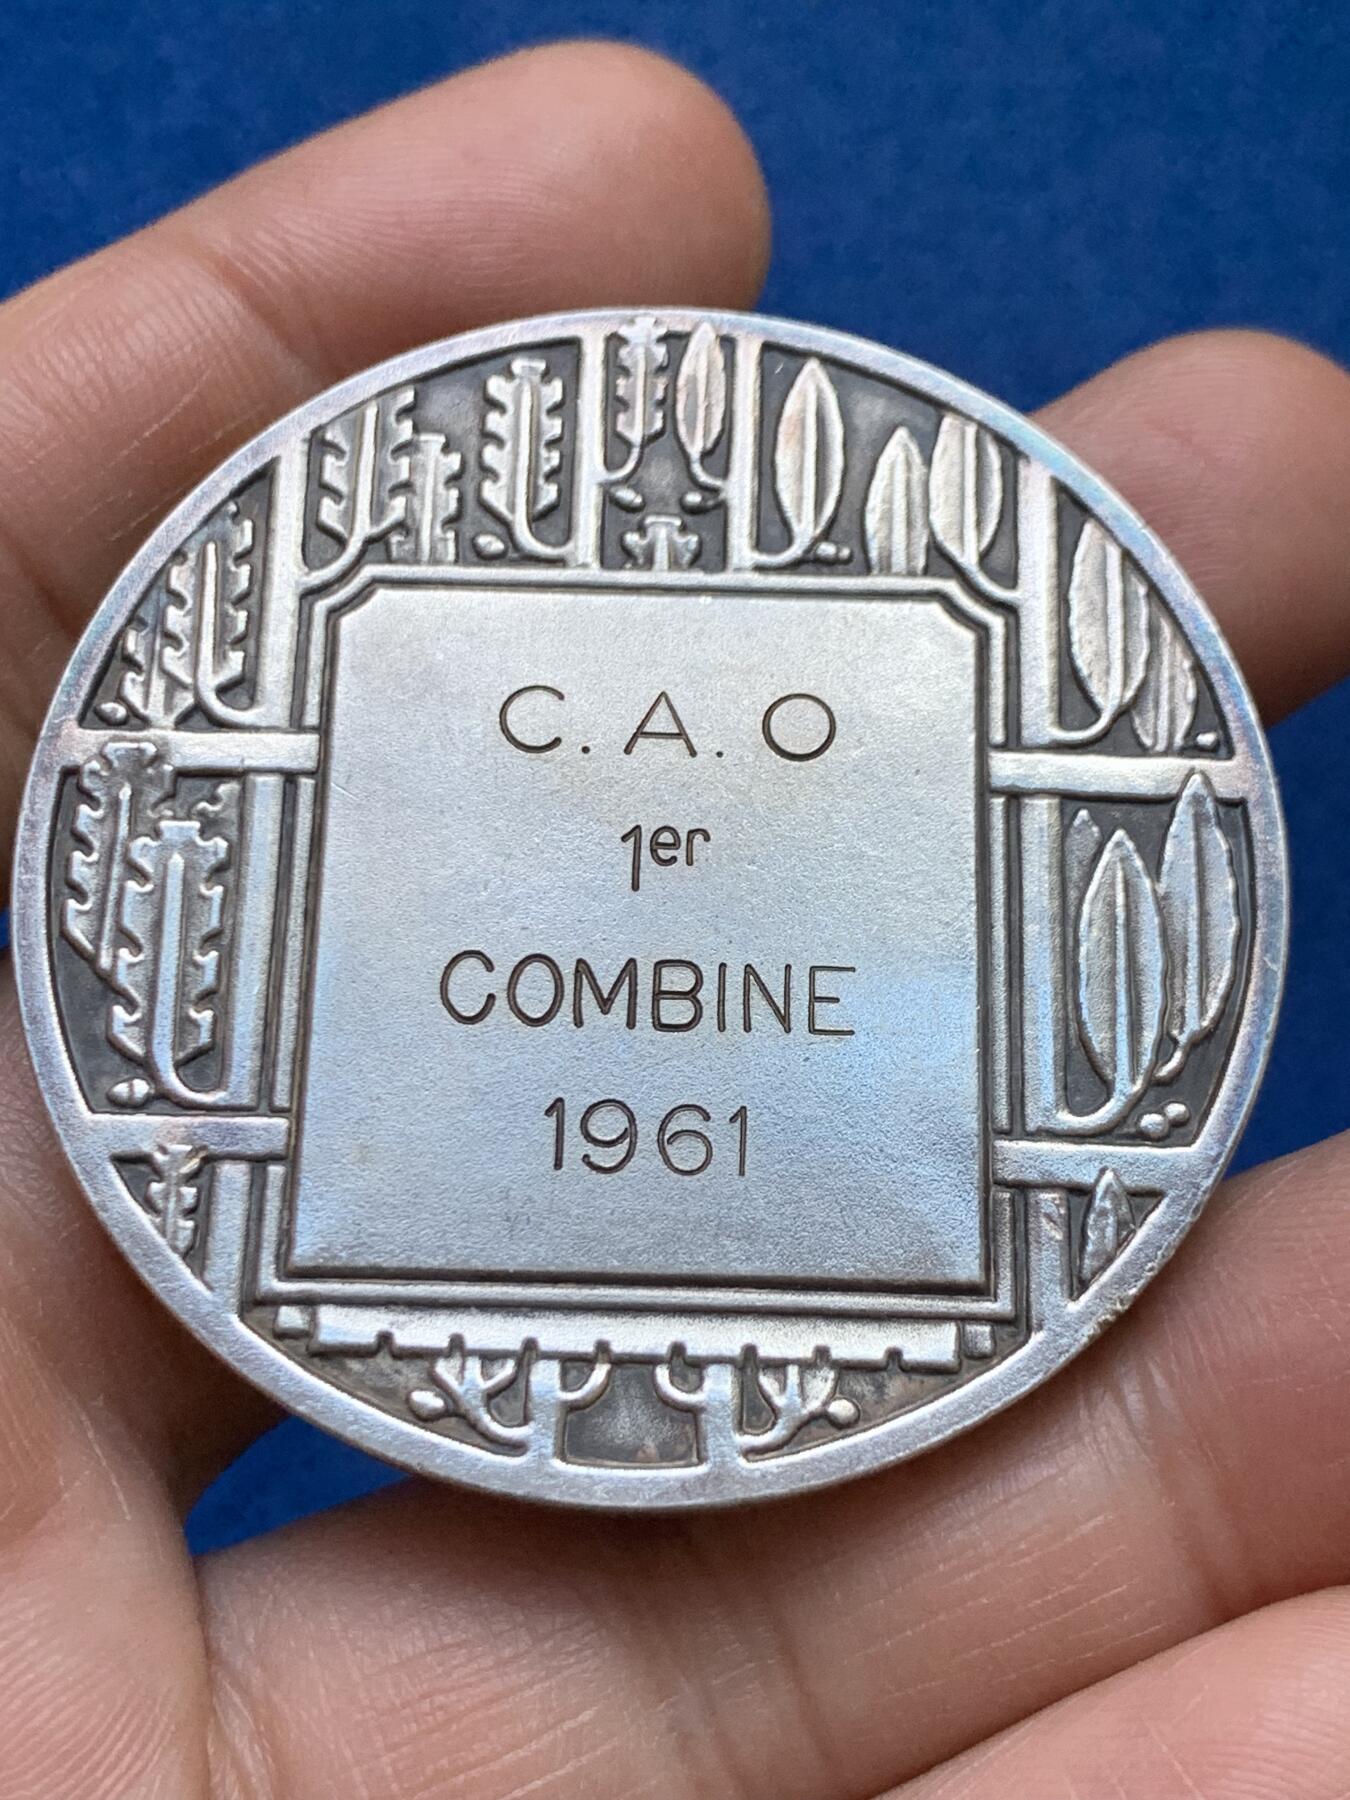 C. A. O
1er
COMBINE
1961